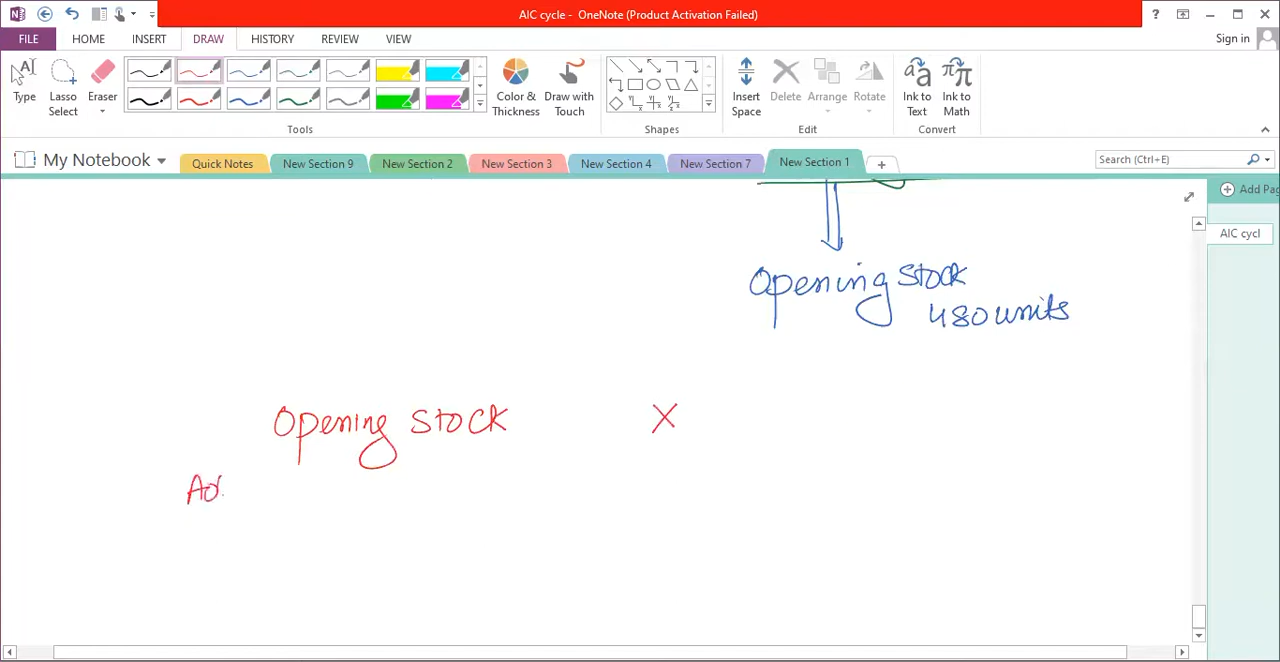 AIC cycle - OneNote (Product Activation Failed)
FILE HOME INSERT DRAW HISTORY REVIEW VIEW Sign in
Type Lasso Select Eraser Color & Thickness Draw with Touch Insert Space Delete Arrange Rotate Ink to Text Ink to Math
Tools Shapes Edit Convert
My Notebook Quick Notes New Section 9 New Section 2 New Section 3 New Section 4 New Section 7 New Section 1 Search (Ctrl+E)
Add Pag
AIC cycl
Opening Stock
480 units
Opening Stock X